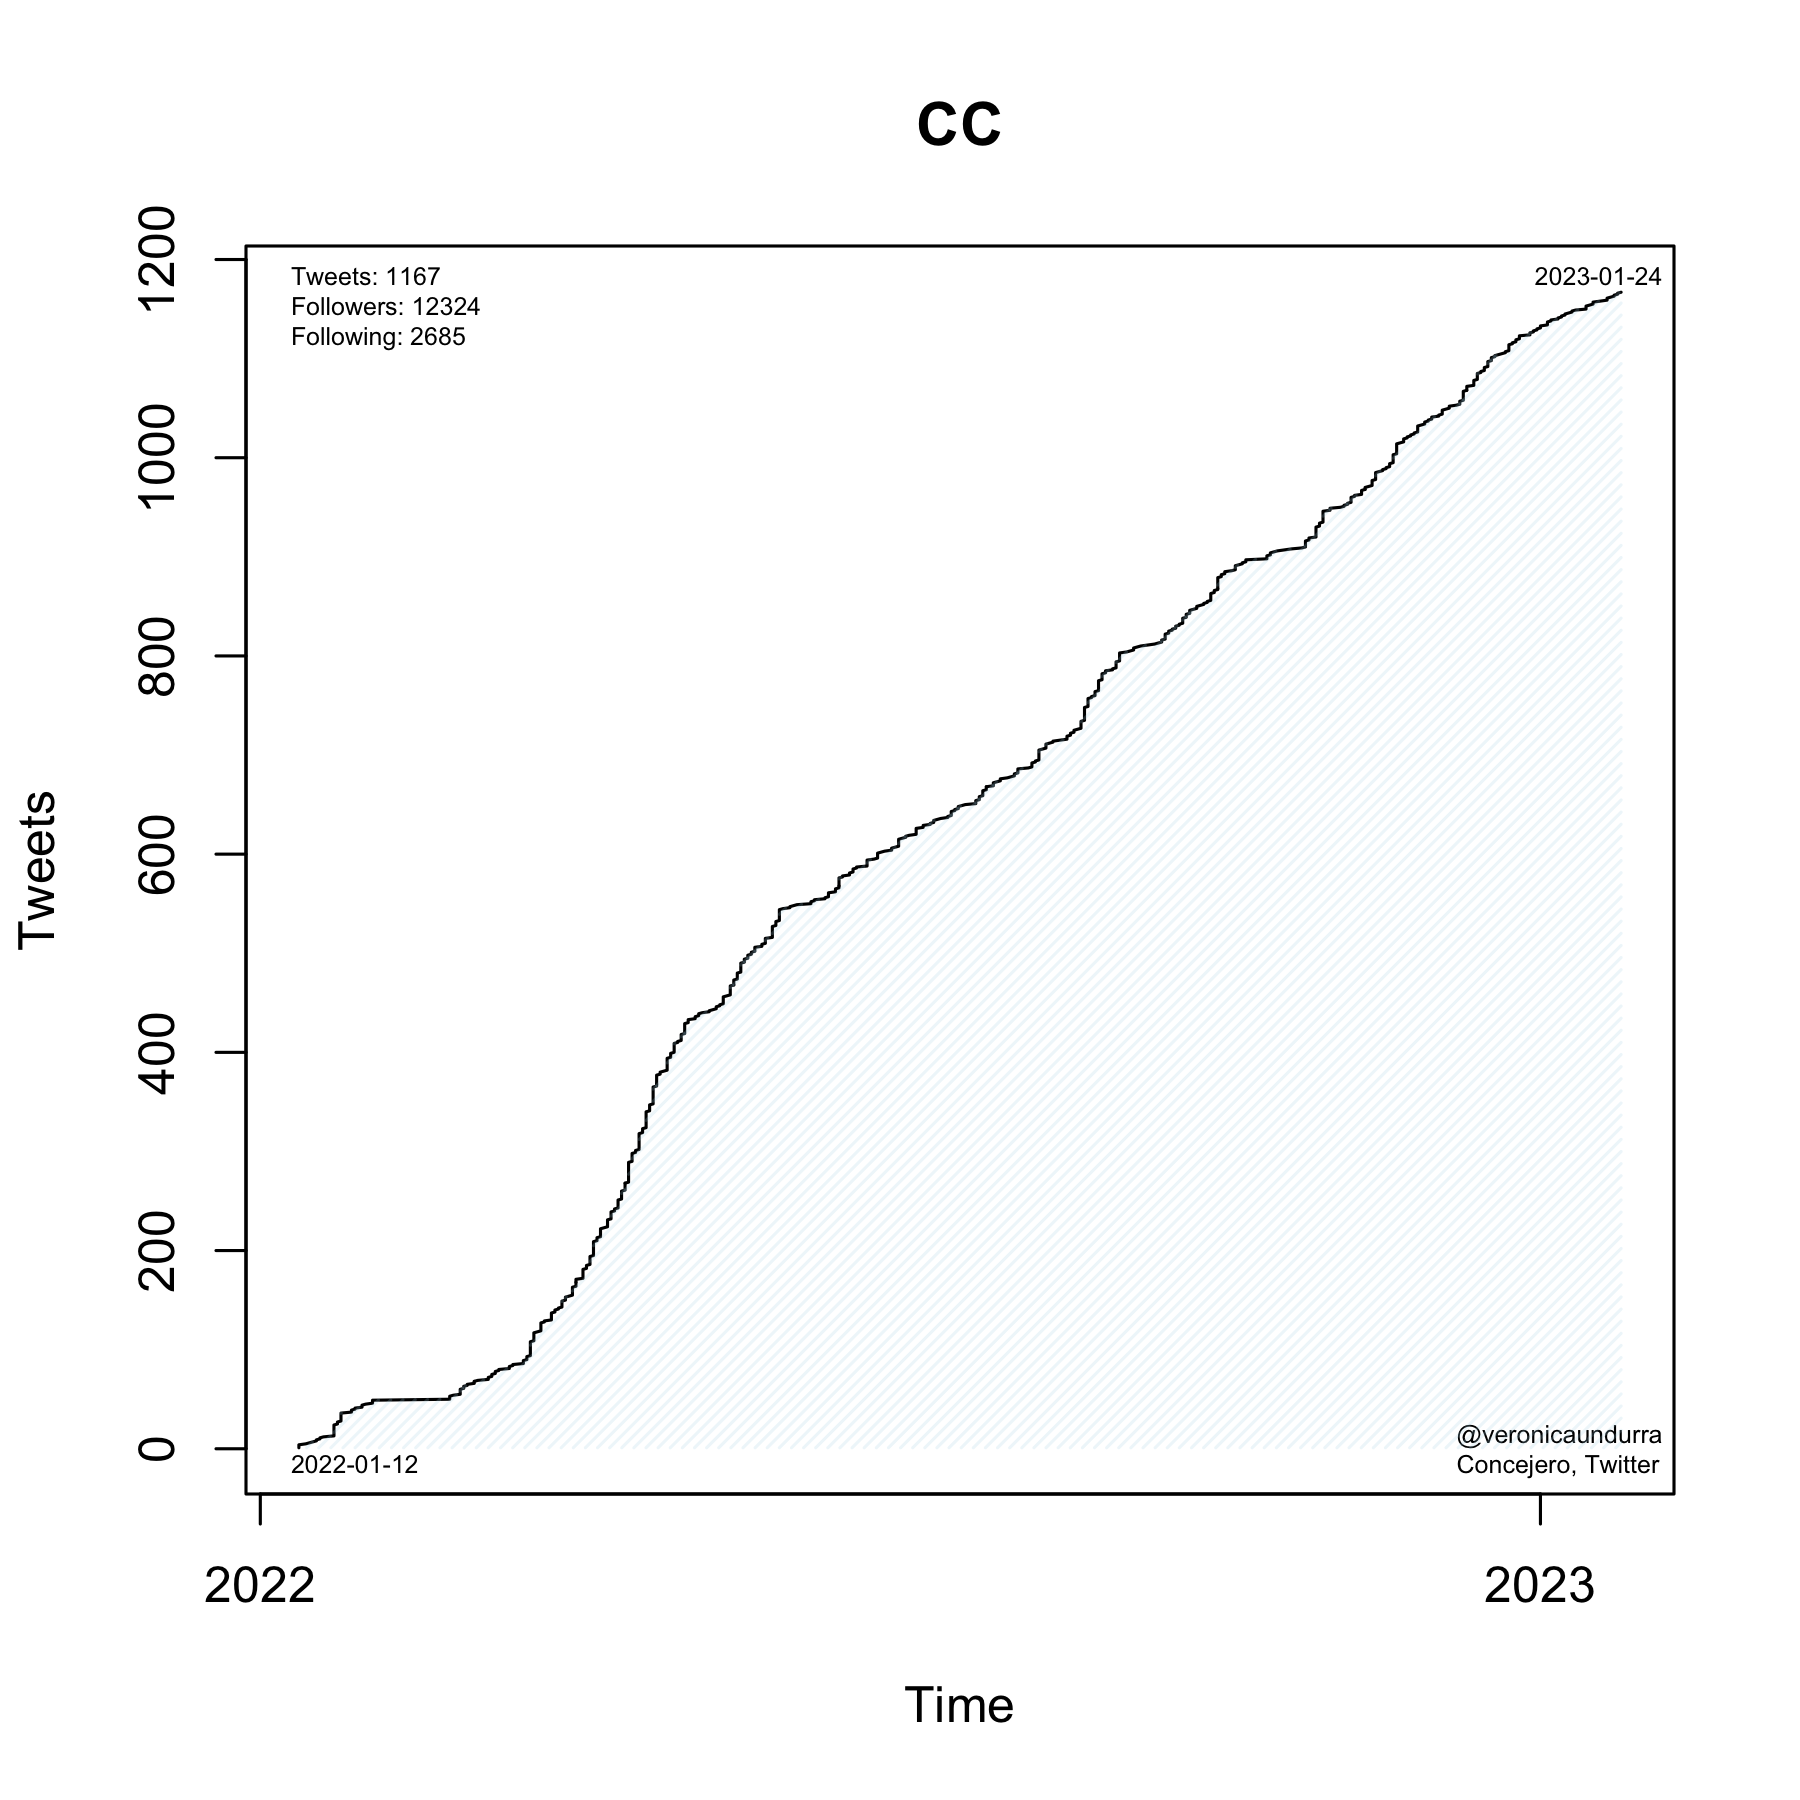 CC
1200
1000
800
600
400
200
0
Tweets
Tweets: 1167
Followers: 12324
Following: 2685
2023-01-24
2022-01-12
@veronicaundurra
Concejero, Twitter
2022
2023
Time